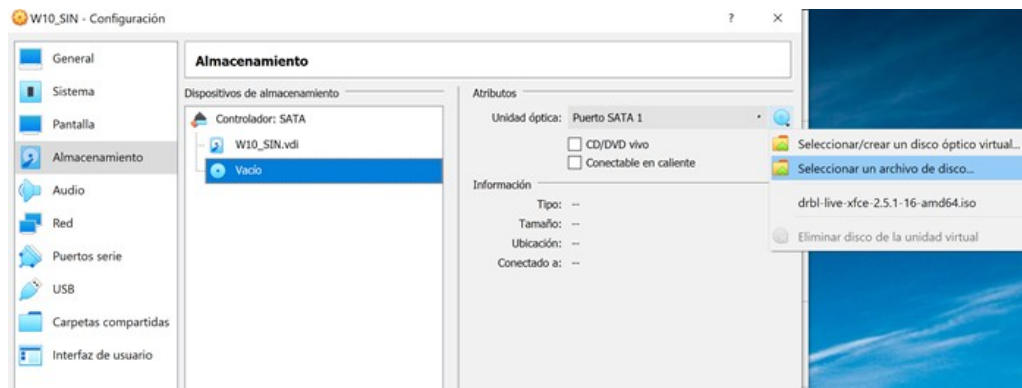 W10_SIN - Configuración
?
×
General
Sistema
Pantalla
Almacenamiento
Audio
Red
Puertos serie
USB
Carpetas compartidas
Interfaz de usuario
Almacenamiento
Dispositivos de almacenamiento
Controlador: SATA
W10_SIN.vdi
Vacío
Atributos
Unidad óptica: Puerto SATA 1
CD/DVD vivo
Conectable en caliente
Información
Tipo: --
Tamaño: --
Ubicación: --
Conectado a: --
Seleccionar/crear un disco óptico virtual...
Seleccionar un archivo de disco...
drbl-live-xfce-2.5.1-16-amd64.iso
Eliminar disco de la unidad virtual